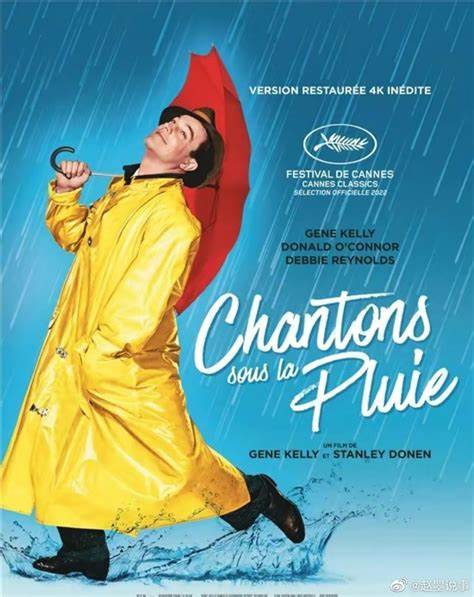 VERSION RESTAURÉE 4K INÉDITE
FESTIVAL DE CANNES
CANNES CLASSICS
SÉLECTION OFFICIELLE 2022
GENE KELLY
DONALD O'CONNOR
DEBBIE REYNOLDS
Chantons
sous la
Pluie
UN FILM DE
GENE KELLY ET STANLEY DONEN